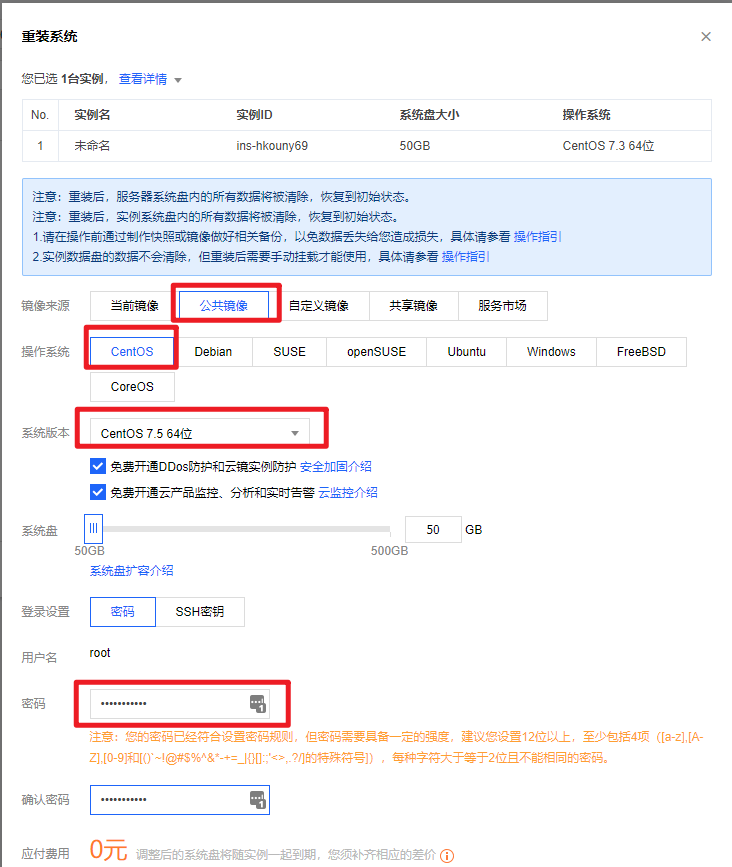 重装系统
您已选 1台实例， 查看详情
No. 实例名 实例ID 系统盘大小 操作系统
1 未命名 ins-hkouny69 50GB CentOS 7.3 64位
注意：重装后，服务器系统盘内的所有数据将被清除，恢复到初始状态。
注意：重装后，实例系统盘内的所有数据将被清除，恢复到初始状态。
1.请在操作前通过制作快照或镜像做好相关备份，以免数据丢失给您造成损失，具体请参看 操作指引
2.实例数据盘的数据不会清除，但重装后需要手动挂载才能使用，具体请参看 操作指引
镜像来源 当前镜像 公共镜像 自定义镜像 共享镜像 服务市场
操作系统 CentOS Debian SUSE openSUSE Ubuntu Windows FreeBSD
CoreOS
系统版本 CentOS 7.5 64位
免费开通DDos防护和云镜实例防护 安全加固介绍
免费开通云产品监控、分析和实时告警 云监控介绍
系统盘 50 GB
50GB 500GB
系统盘扩容介绍
登录设置 密码 SSH密钥
用户名 root
密码 •••••••••••
注意：您的密码已经符合设置密码规则，但密码需要具备一定的强度，建议您设置12位以上，至少包括4项（[a-z],[A-
Z],[0-9]和[()`~!@#$%^&*-+=_|{}[]:;'<>,.?/]的特殊符号]），每种字符大于等于2位且不能相同的密码。
确认密码 •••••••••••
应付费用 0元 调整后的系统盘将随实例一起到期，您须补齐相应的差价